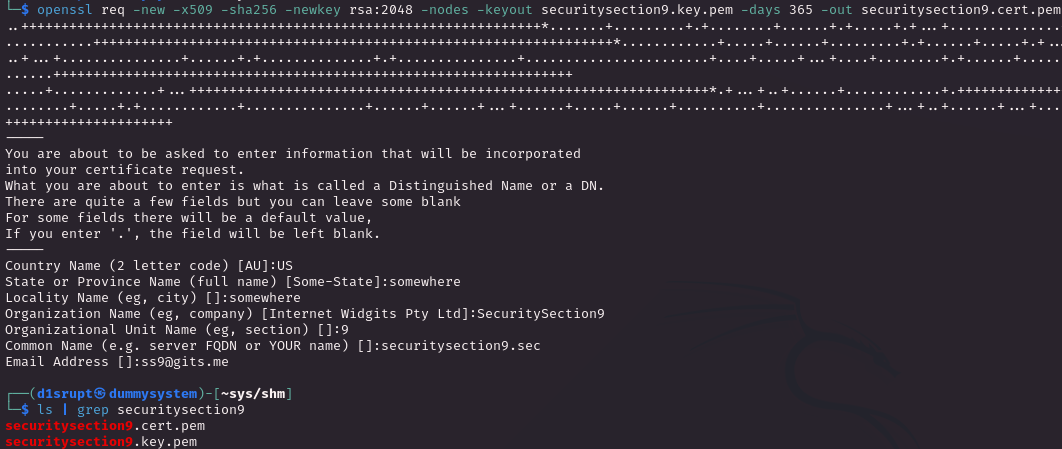 └─$ openssl req -new -x509 -sha256 -newkey rsa:2048 -nodes -keyout securitysection9.key.pem -days 365 -out securitysection9.cert.pem
-----
You are about to be asked to enter information that will be incorporated
into your certificate request.
What you are about to enter is what is called a Distinguished Name or a DN.
There are quite a few fields but you can leave some blank
For some fields there will be a default value,
If you enter '.', the field will be left blank.
-----
Country Name (2 letter code) [AU]:US
State or Province Name (full name) [Some-State]:somewhere
Locality Name (eg, city) []:somewhere
Organization Name (eg, company) [Internet Widgits Pty Ltd]:SecuritySection9
Organizational Unit Name (eg, section) []:9
Common Name (e.g. server FQDN or YOUR name) []:securitysection9.sec
Email Address []:ss9@gits.me
┌──(d1srupt㉿dummysystem)-[~sys/shm]
└─$ ls | grep securitysection9
securitysection9.cert.pem
securitysection9.key.pem